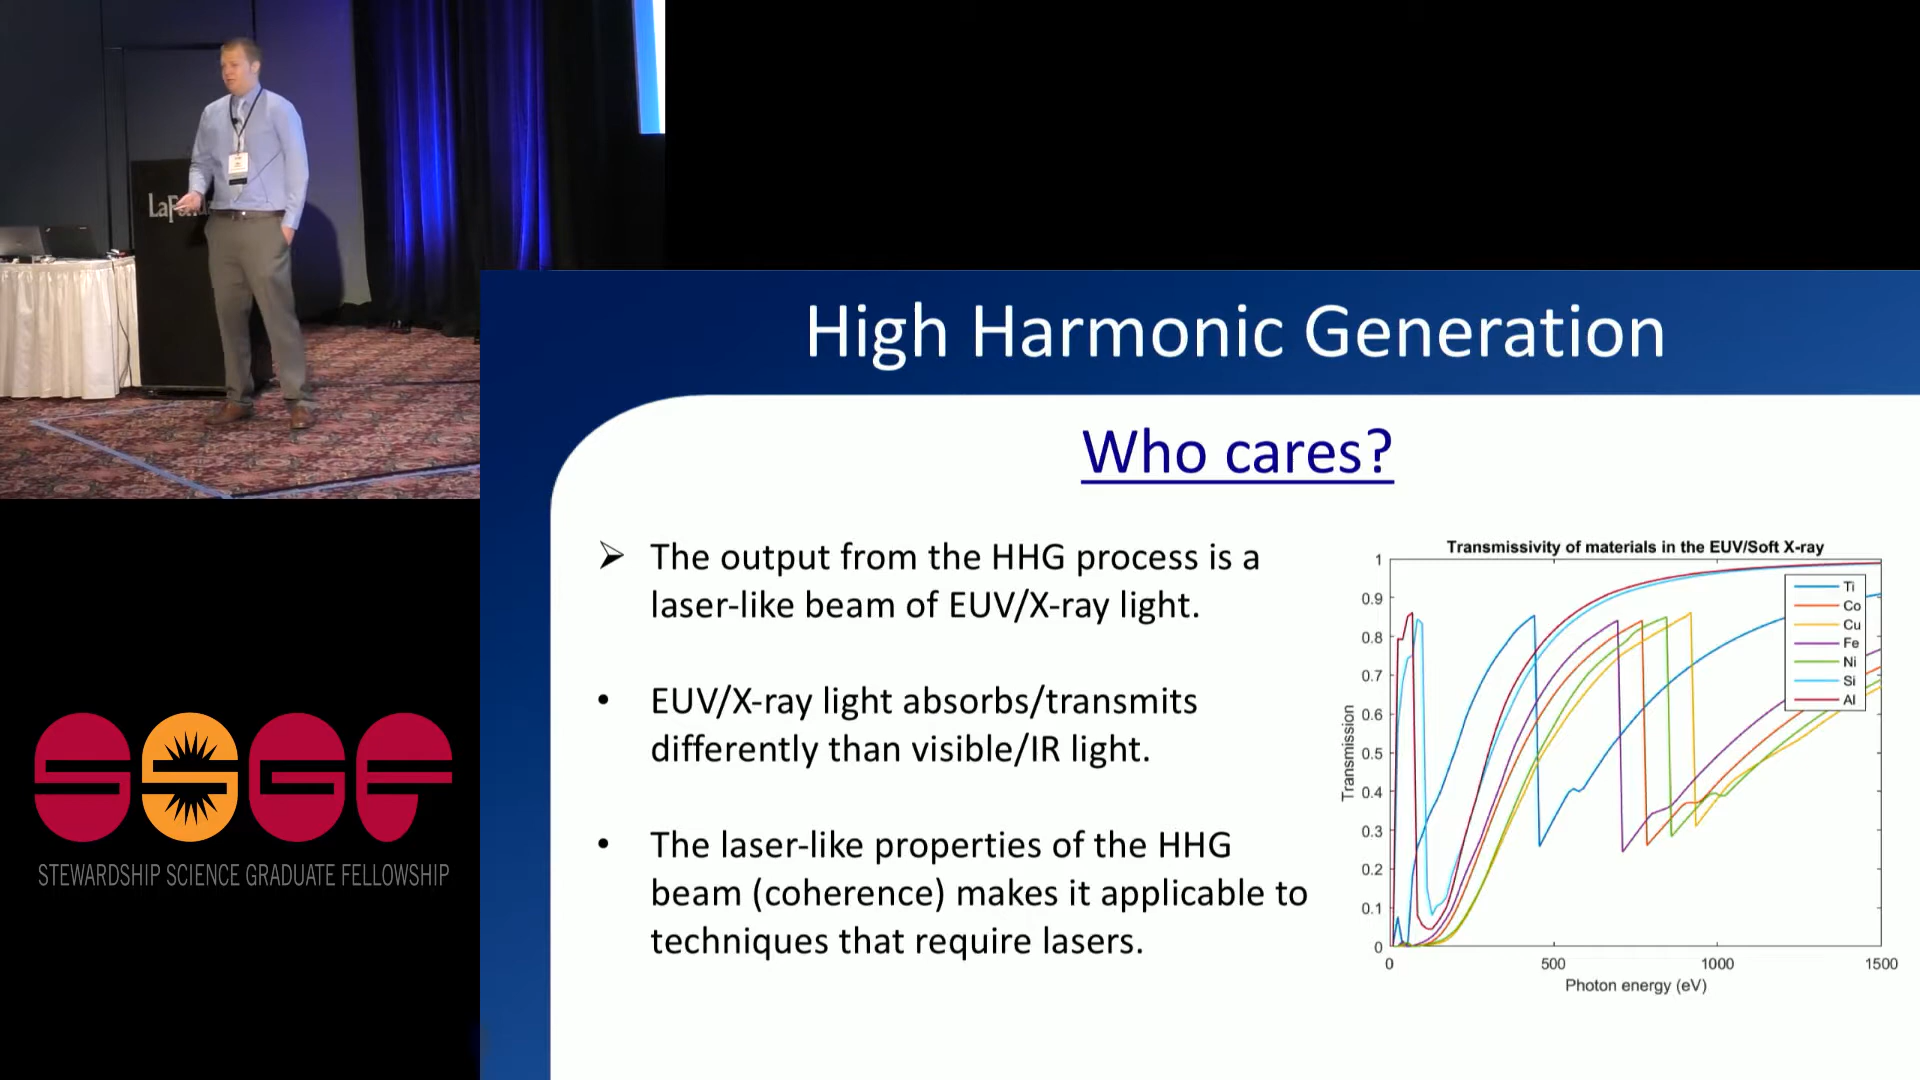 LaFonda
High Harmonic Generation
Who cares?
➢ The output from the HHG process is a
laser-like beam of EUV/X-ray light.
• EUV/X-ray light absorbs/transmits
differently than visible/IR light.
• The laser-like properties of the HHG
beam (coherence) makes it applicable to
techniques that require lasers.
Transmissivity of materials in the EUV/Soft X-ray
1
0.9
0.8
0.7
0.6
0.5
0.4
0.3
0.2
0.1
0
Transmission
0 500 1000 1500
Photon energy (eV)
Ti
Co
Cu
Fe
Ni
Si
Al
SSGF
STEWARDSHIP SCIENCE GRADUATE FELLOWSHIP